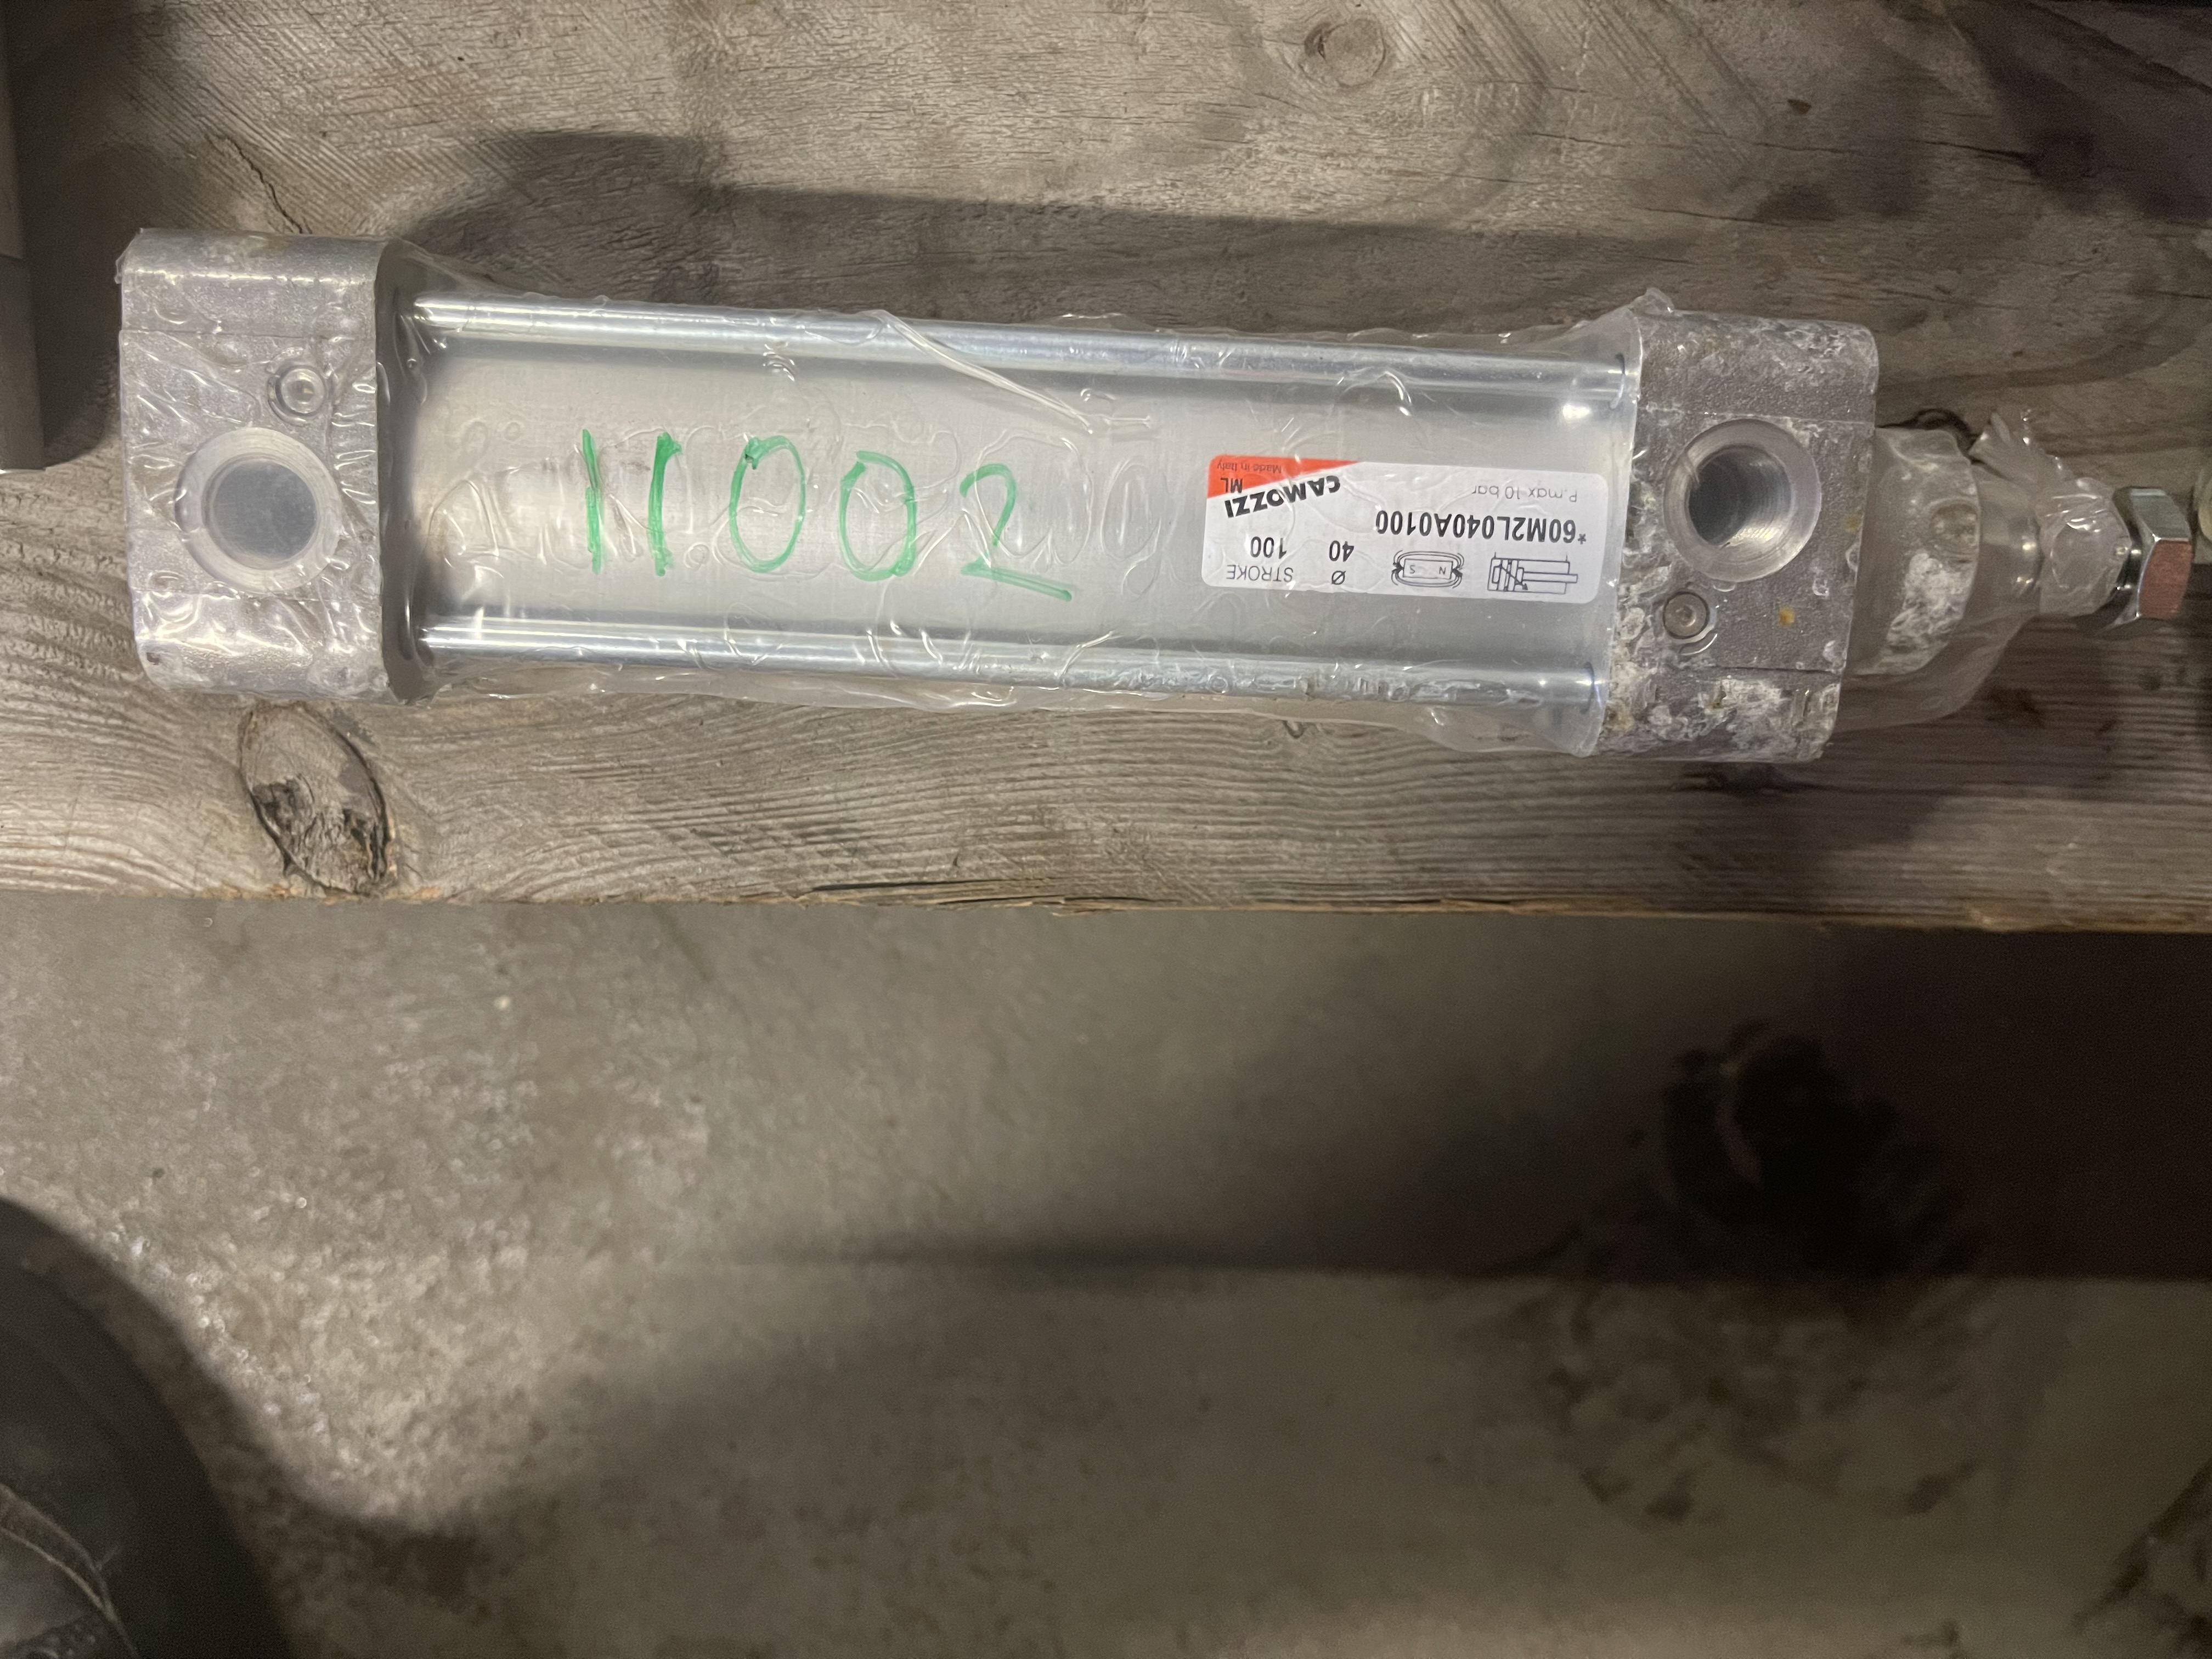 11002
CAMOZZI
ML
Made in Italy
STROKE
Ø
40
100
N S
*60M2L040A0100
P.max 10 bar